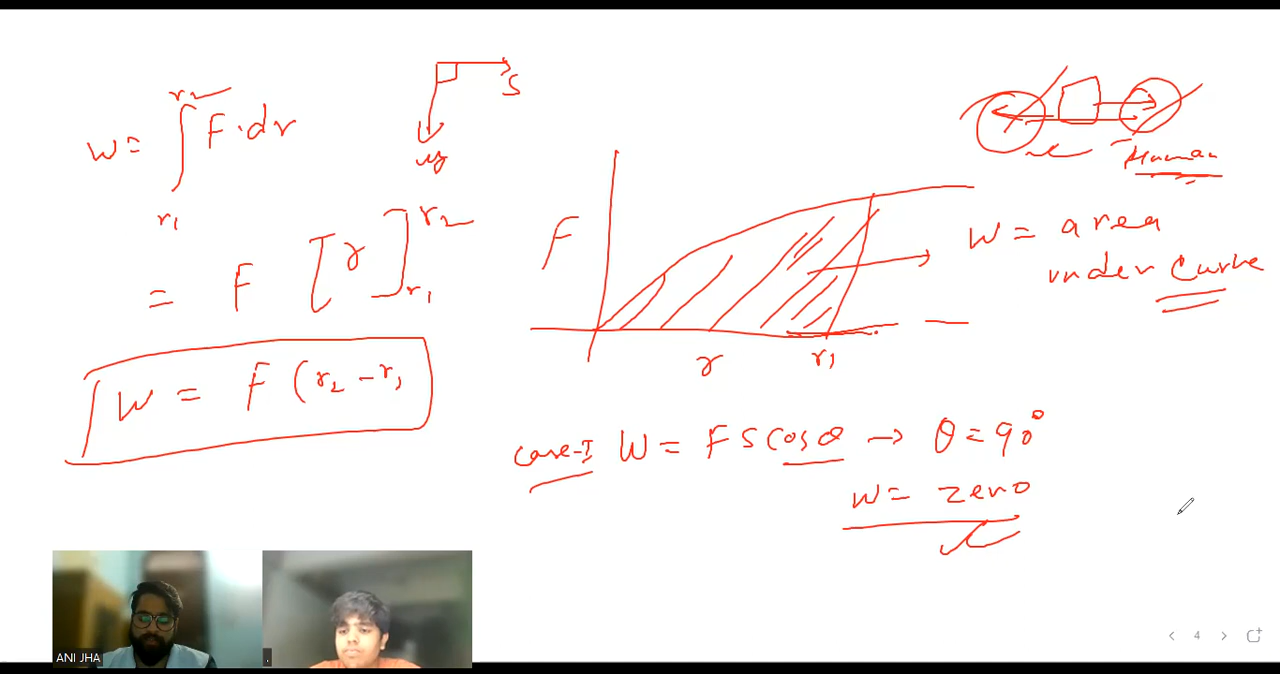 W = ∫ F·dr
r2
r1
= F [r]
r2
r1
W = F (r2 - r1
S
mg
F
r
r1
Human
W = area
under curve
Case-I W = F S cosθ → θ = 90°
W = zero
ANI JHA
4